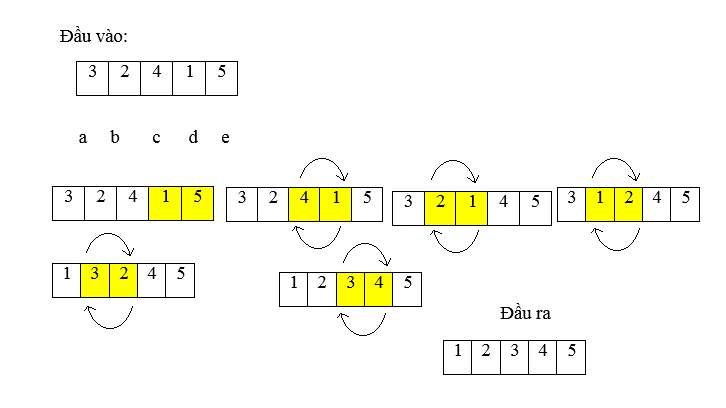 Đầu vào:
3 2 4 1 5
a b c d e
3 2 4 1 5
3 2 4 1 5
3 2 1 4 5
3 1 2 4 5
1 3 2 4 5
1 2 3 4 5
Đầu ra
1 2 3 4 5